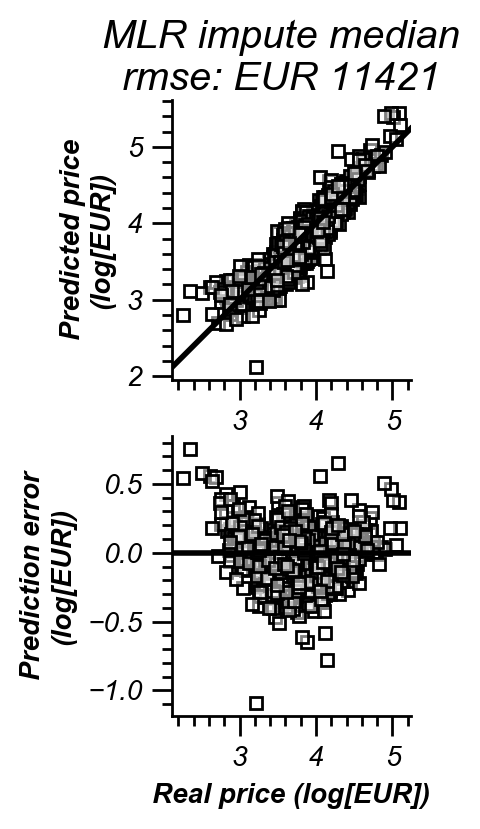 MLR impute median
rmse: EUR 11421
Predicted price
(log[EUR])
5
4
3
2
3 4 5
Prediction error
(log[EUR])
0.5
0.0
−0.5
−1.0
3 4 5
Real price (log[EUR])